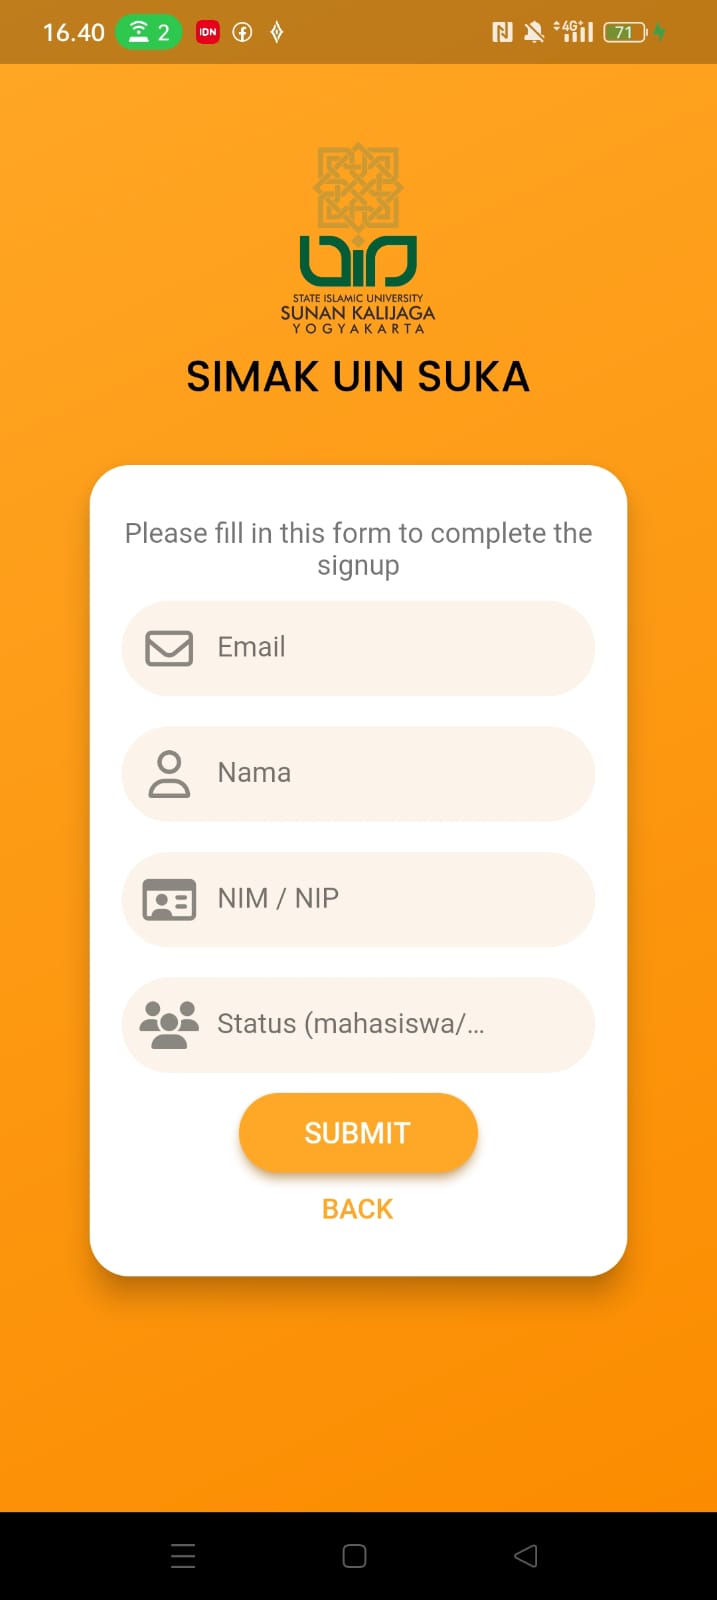 16.40
2
IDN
4G+
71
STATE ISLAMIC UNIVERSITY
SUNAN KALIJAGA
YOGYAKARTA
SIMAK UIN SUKA
Please fill in this form to complete the
signup
Email
Nama
NIM / NIP
Status (mahasiswa/...
SUBMIT
BACK